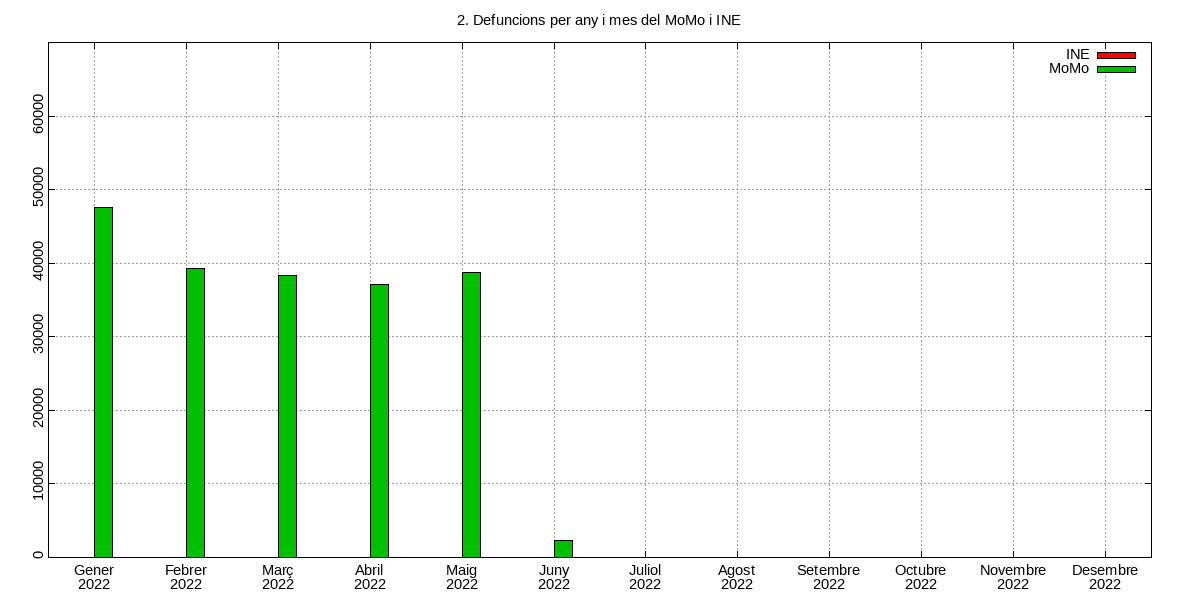 2. Defuncions per any i mes del MoMo i INE
INE
MoMo
60000
50000
40000
30000
20000
10000
0
Gener Febrer Març Abril Maig Juny Juliol Agost Setembre Octubre Novembre Desembre
2022 2022 2022 2022 2022 2022 2022 2022 2022 2022 2022 2022